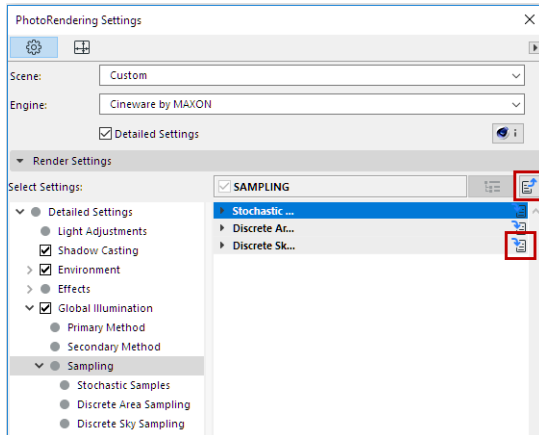 PhotoRendering Settings
Scene:
Custom
Engine:
Cineware by MAXON
Detailed Settings
i
Render Settings
Select Settings:
SAMPLING
Detailed Settings
Light Adjustments
Shadow Casting
Environment
Effects
Global Illumination
Primary Method
Secondary Method
Sampling
Stochastic Samples
Discrete Area Sampling
Discrete Sky Sampling
Stochastic ...
Discrete Ar...
Discrete Sk...